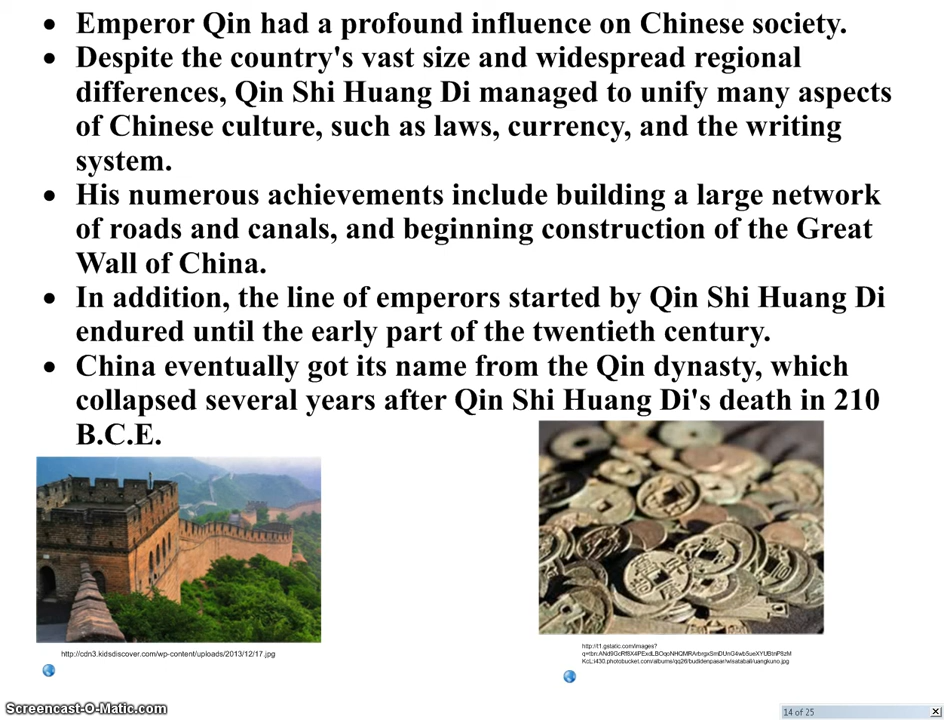 • Emperor Qin had a profound influence on Chinese society.
• Despite the country's vast size and widespread regional
differences, Qin Shi Huang Di managed to unify many aspects
of Chinese culture, such as laws, currency, and the writing
system.
• His numerous achievements include building a large network
of roads and canals, and beginning construction of the Great
Wall of China.
• In addition, the line of emperors started by Qin Shi Huang Di
endured until the early part of the twentieth century.
• China eventually got its name from the Qin dynasty, which
collapsed several years after Qin Shi Huang Di's death in 210
B.C.E.
http://cdn3.kidsdiscover.com/wp-content/uploads/2013/12/17.jpg
http://t1.gstatic.com/images?
Screencast-O-Matic.com
14 of 25